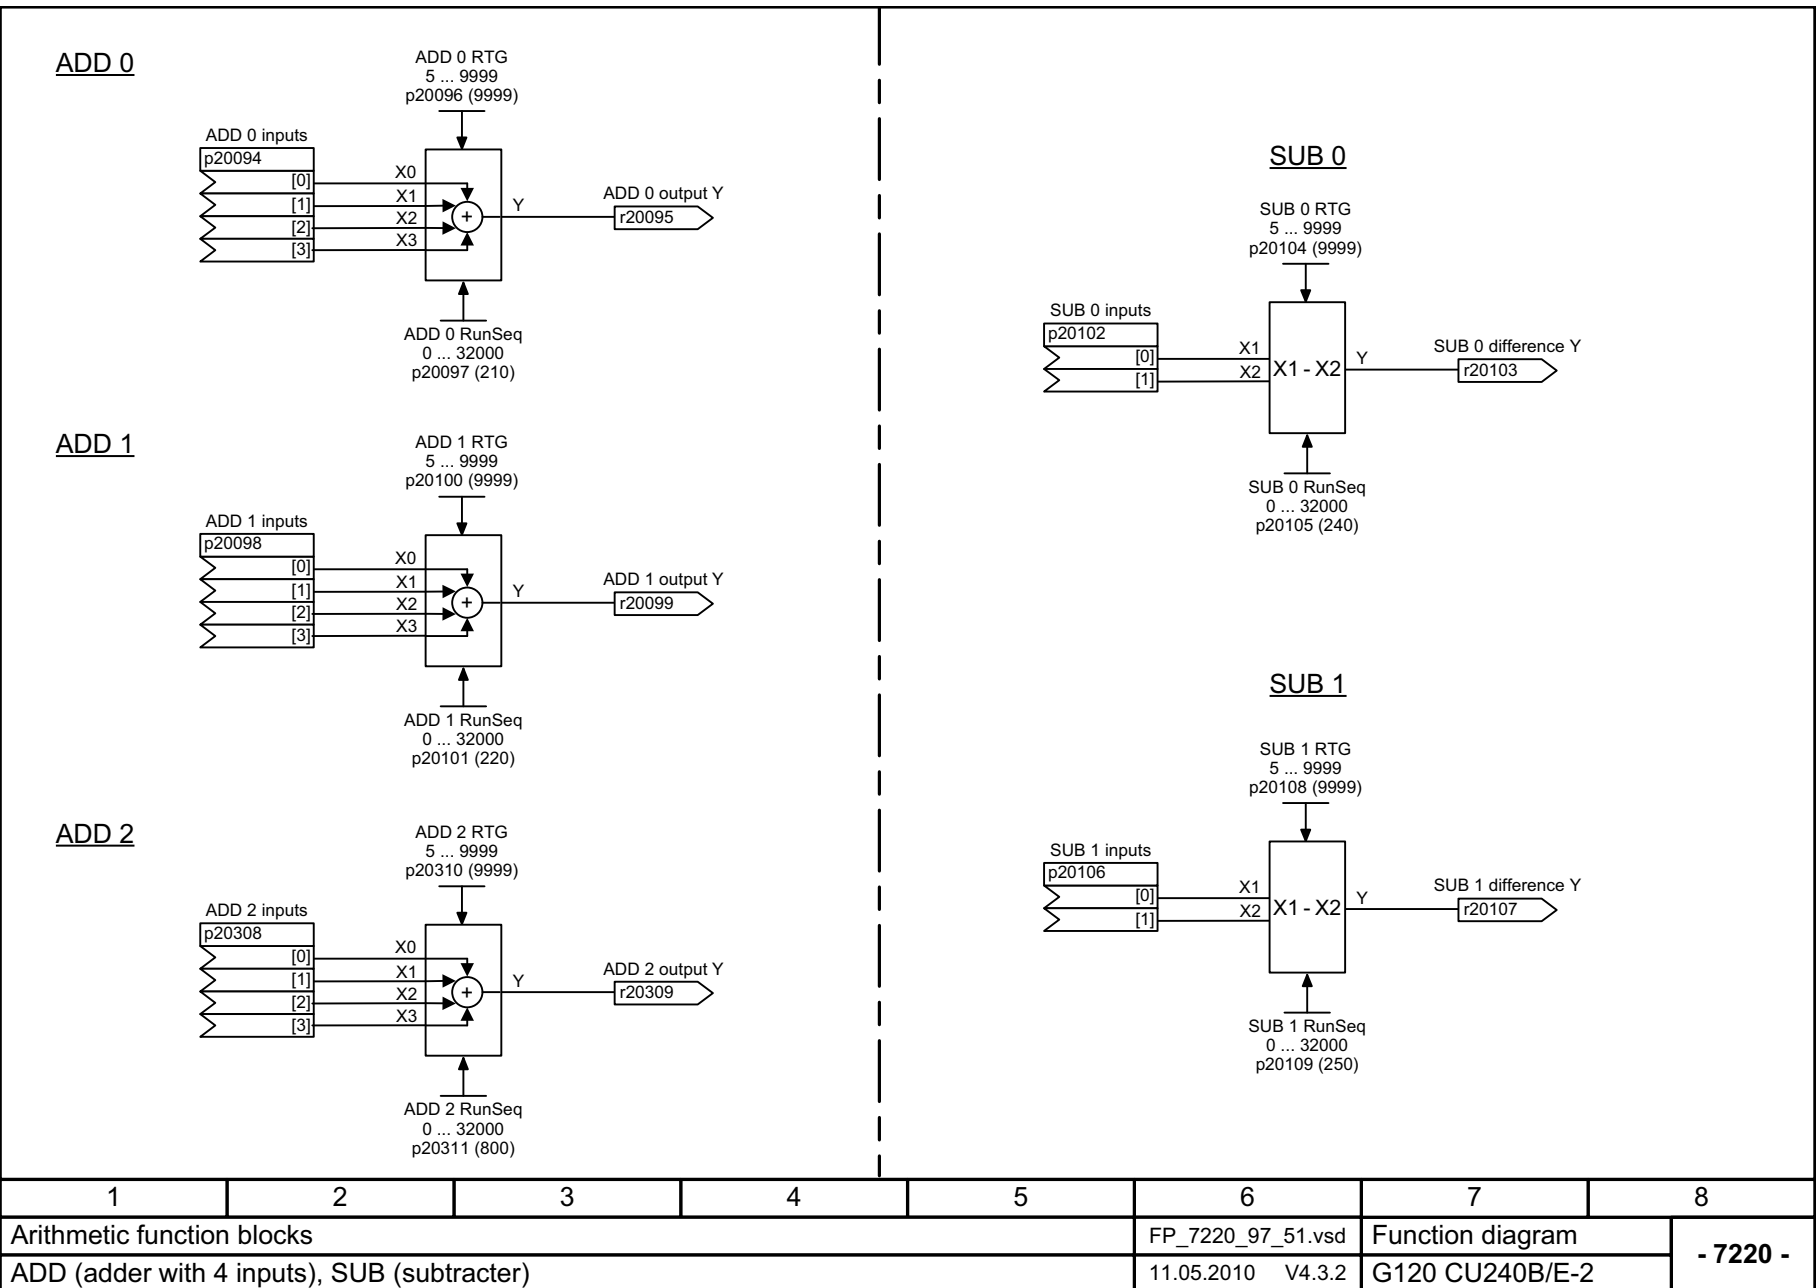 ADD 0
ADD 0 RTG
5 ... 9999
p20096 (9999)
ADD 0 inputs
p20094
[0]
[1]
[2]
[3]
X0
X1
X2
X3
+
Y
ADD 0 output Y
r20095
ADD 0 RunSeq
0 ... 32000
p20097 (210)
ADD 1
ADD 1 RTG
5 ... 9999
p20100 (9999)
ADD 1 inputs
p20098
[0]
[1]
[2]
[3]
X0
X1
X2
X3
+
Y
ADD 1 output Y
r20099
ADD 1 RunSeq
0 ... 32000
p20101 (220)
ADD 2
ADD 2 RTG
5 ... 9999
p20310 (9999)
ADD 2 inputs
p20308
[0]
[1]
[2]
[3]
X0
X1
X2
X3
+
Y
ADD 2 output Y
r20309
ADD 2 RunSeq
0 ... 32000
p20311 (800)
SUB 0
SUB 0 RTG
5 ... 9999
p20104 (9999)
SUB 0 inputs
p20102
[0]
[1]
X1
X2
X1 - X2
Y
SUB 0 difference Y
r20103
SUB 0 RunSeq
0 ... 32000
p20105 (240)
SUB 1
SUB 1 RTG
5 ... 9999
p20108 (9999)
SUB 1 inputs
p20106
[0]
[1]
X1
X2
X1 - X2
Y
SUB 1 difference Y
r20107
SUB 1 RunSeq
0 ... 32000
p20109 (250)
1 2 3 4 5 6 7 8
Arithmetic function blocks
FP_7220_97_51.vsd
Function diagram
- 7220 -
ADD (adder with 4 inputs), SUB (subtracter)
11.05.2010 V4.3.2
G120 CU240B/E-2